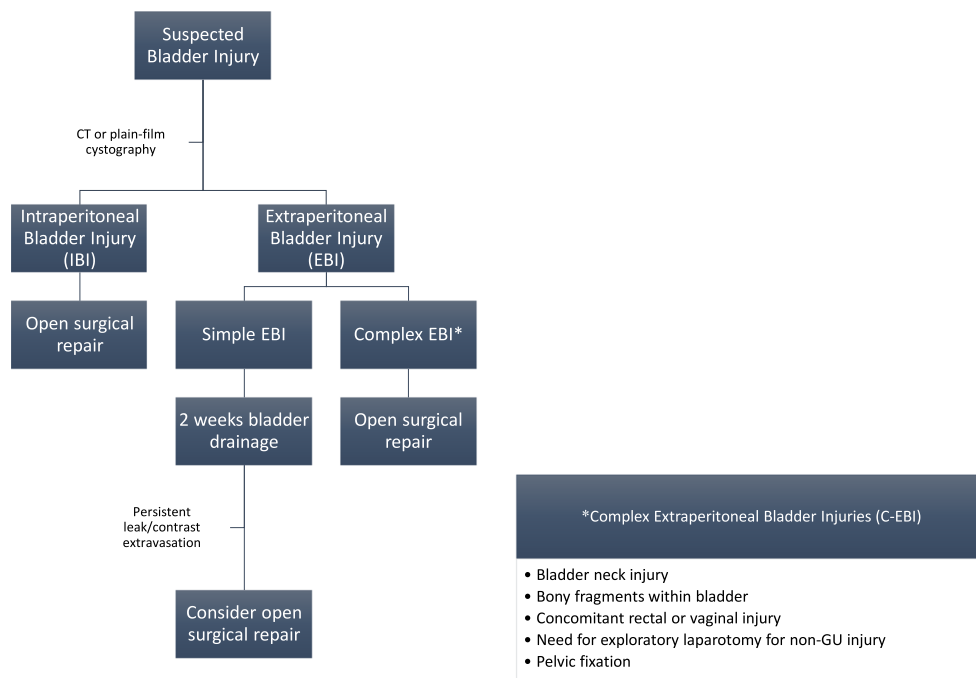 Suspected
Bladder Injury
CT or plain-film
cystography
Intraperitoneal
Bladder Injury
(IBI)
Extraperitoneal
Bladder Injury
(EBI)
Open surgical
repair
Simple EBI
Complex EBI*
2 weeks bladder
drainage
Open surgical
repair
Persistent
leak/contrast
extravasation
Consider open
surgical repair
*Complex Extraperitoneal Bladder Injuries (C-EBI)
• Bladder neck injury
• Bony fragments within bladder
• Concomitant rectal or vaginal injury
• Need for exploratory laparotomy for non-GU injury
• Pelvic fixation